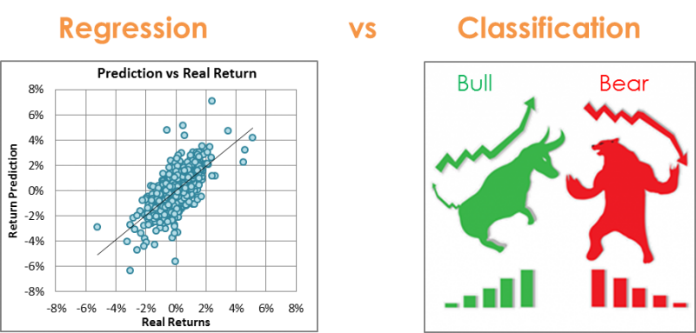 Regression vs Classification
Prediction vs Real Return
8%
6%
4%
2%
0%
-2%
-4%
-6%
-8%
Return Prediction
-8% -6% -4% -2% 0% 2% 4% 6% 8%
Real Returns
Bull Bear